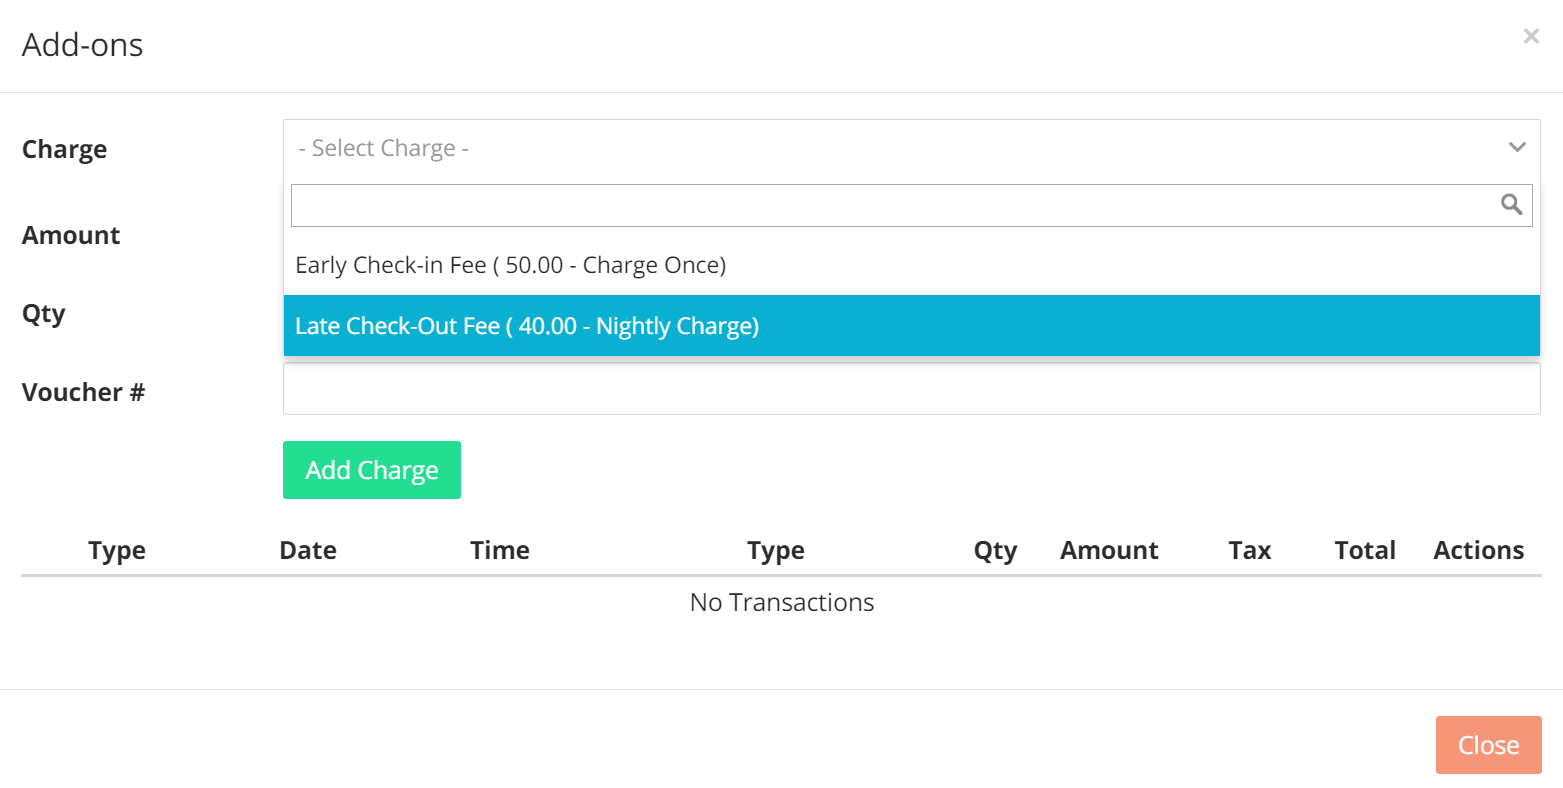 Add-ons
×
Charge
- Select Charge -
Amount
Early Check-in Fee ( 50.00 - Charge Once)
Qty
Late Check-Out Fee ( 40.00 - Nightly Charge)
Voucher #
Add Charge
Type Date Time Type Qty Amount Tax Total Actions
No Transactions
Close